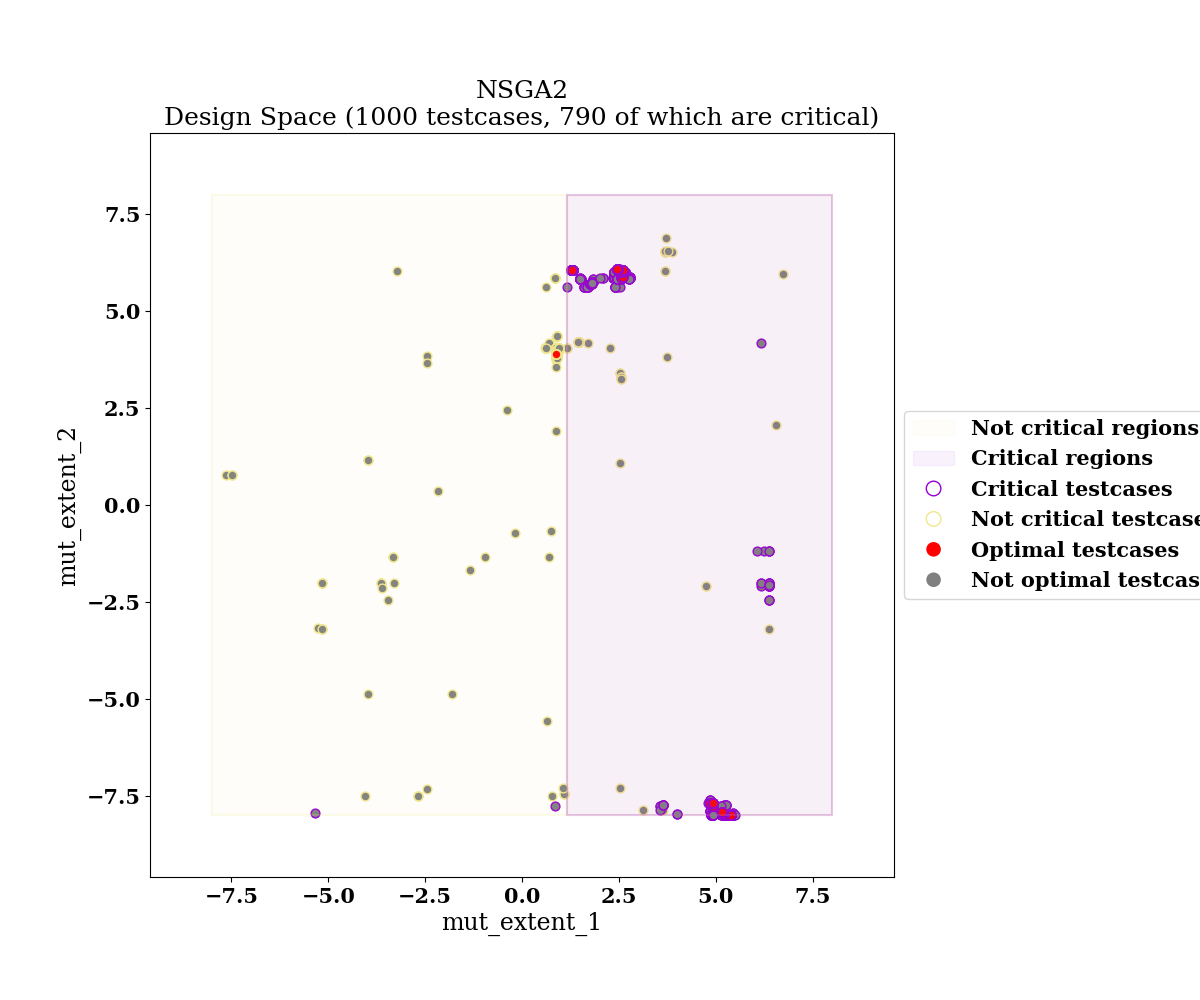 NSGA2
Design Space (1000 testcases, 790 of which are critical)
7.5
5.0
2.5
0.0
−2.5
−5.0
−7.5
mut_extent_2
−7.5 −5.0 −2.5 0.0 2.5 5.0 7.5
mut_extent_1
Not critical regions
Critical regions
Critical testcases
Not critical testcase
Optimal testcases
Not optimal testcas